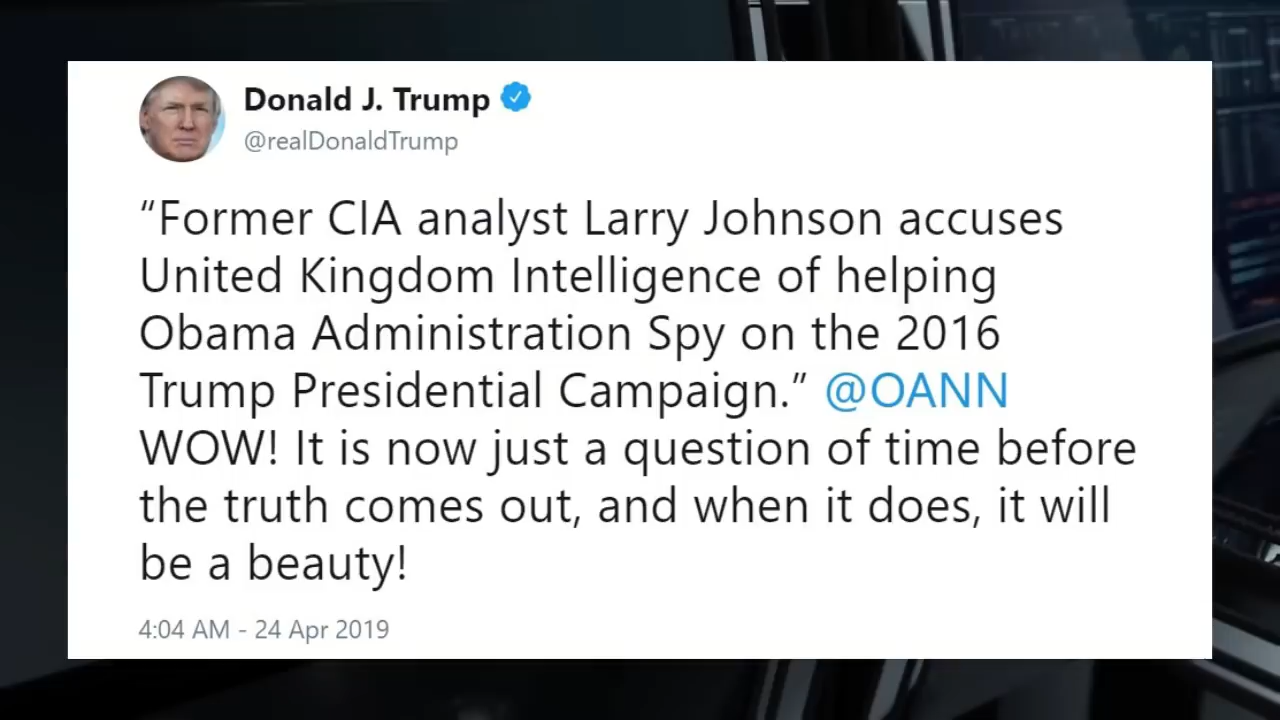 Donald J. Trump
@realDonaldTrump
“Former CIA analyst Larry Johnson accuses
United Kingdom Intelligence of helping
Obama Administration Spy on the 2016
Trump Presidential Campaign.” @OANN
WOW! It is now just a question of time before
the truth comes out, and when it does, it will
be a beauty!
4:04 AM - 24 Apr 2019